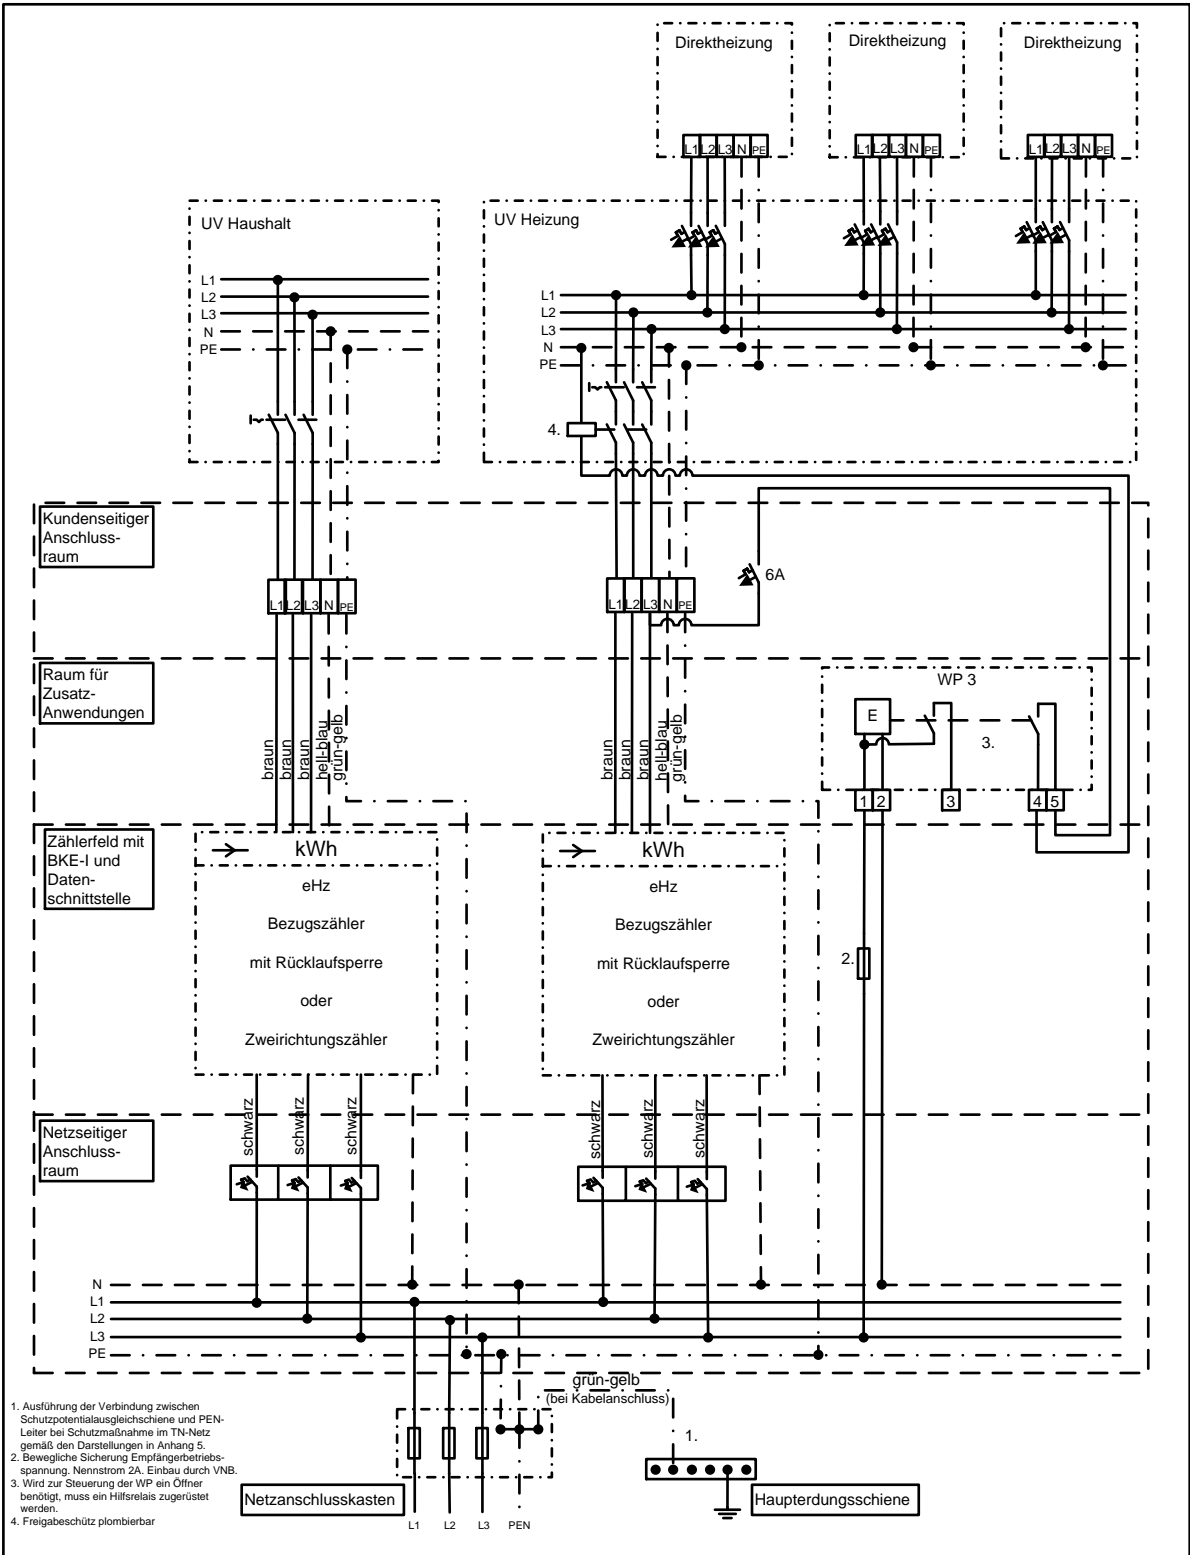 Direktheizung
Direktheizung
Direktheizung
L1 L2 L3 N PE
L1 L2 L3 N PE
L1 L2 L3 N PE
UV Haushalt
UV Heizung
L1
L2
L3
N
PE
L1
L2
L3
N
PE
4.
Kundenseitiger
Anschluss-
raum
6A
L1 L2 L3 N PE
L1 L2 L3 N PE
Raum für
Zusatz-
Anwendungen
WP 3
E
3.
braun
braun
braun
hell-blau
grün-gelb
braun
braun
braun
hell-blau
grün-gelb
1 2 3 4 5
Zählerfeld mit
BKE-I und
Daten-
schnittstelle
kWh
eHz
Bezugszähler
mit Rücklaufsperre
oder
Zweirichtungszähler
kWh
eHz
Bezugszähler
mit Rücklaufsperre
oder
Zweirichtungszähler
2.
schwarz
schwarz
schwarz
schwarz
schwarz
schwarz
Netzseitiger
Anschluss-
raum
N
L1
L2
L3
PE
grün-gelb
(bei Kabelanschluss)
1.
1. Ausführung der Verbindung zwischen
Schutzpotentialausgleichschiene und PEN-
Leiter bei Schutzmaßnahme im TN-Netz
gemäß den Darstellungen in Anhang 5.
2. Bewegliche Sicherung Empfängerbetriebs-
spannung. Nennstrom 2A. Einbau durch VNB.
3. Wird zur Steuerung der WP ein Öffner
benötigt, muss ein Hilfsrelais zugerüstet
werden.
4. Freigabeschütz plombierbar
Netzanschlusskasten
Haupterdungsschiene
L1 L2 L3 PEN